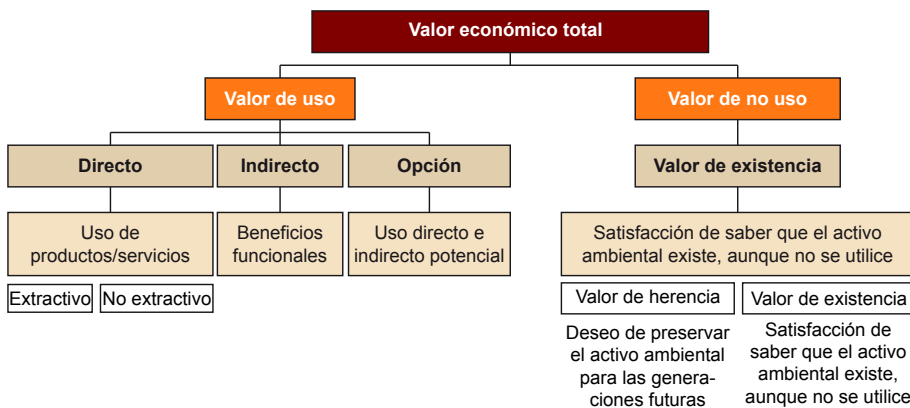 Valor económico total
Valor de uso
Valor de no uso
Directo
Indirecto
Opción
Valor de existencia
Uso de
productos/servicios
Beneficios
funcionales
Uso directo e
indirecto potencial
Satisfacción de saber que el activo
ambiental existe, aunque no se utilice
Extractivo
No extractivo
Valor de herencia
Valor de existencia
Deseo de preservar
el activo ambiental
para las genera-
ciones futuras
Satisfacción de
saber que el activo
ambiental existe,
aunque no se utilice